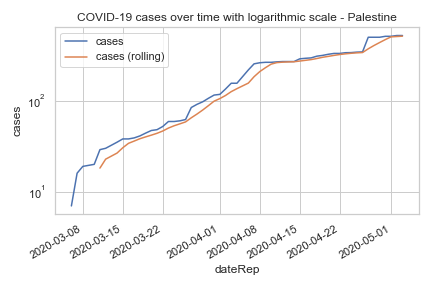 COVID-19 cases over time with logarithmic scale - Palestine
cases
cases (rolling)
cases
10²
10¹
2020-03-08
2020-03-15
2020-03-22
2020-04-01
2020-04-08
2020-04-15
2020-04-22
2020-05-01
dateRep